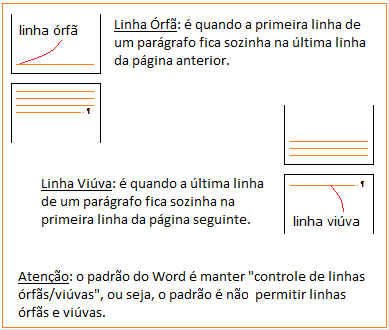 linha órfã
Linha Órfã: é quando a primeira linha de
um parágrafo fica sozinha na última linha
da página anterior.
¶
Linha Viúva: é quando a última linha
de um parágrafo fica sozinha na
primeira linha da página seguinte.
¶
linha viúva
Atenção: o padrão do Word é manter "controle de linhas
órfãs/viúvas", ou seja, o padrão é não  permitir linhas
órfãs e viúvas.